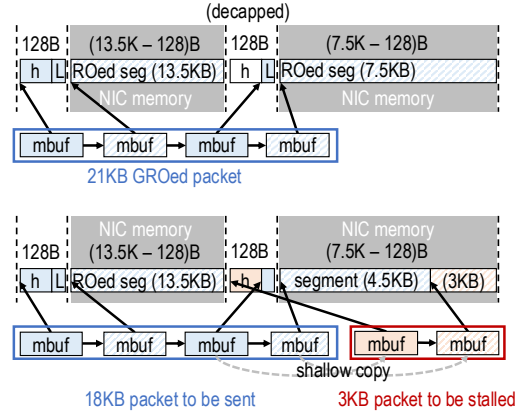 (decapped)
128B (13.5K – 128)B 128B (7.5K – 128)B
h L ROed seg (13.5KB) h L ROed seg (7.5KB)
NIC memory NIC memory
mbuf mbuf mbuf mbuf
21KB GROed packet
NIC memory NIC memory
128B (13.5K – 128)B 128B (7.5K – 128)B
h L ROed seg (13.5KB) h L segment (4.5KB) (3KB)
mbuf mbuf mbuf mbuf mbuf mbuf
shallow copy
18KB packet to be sent 3KB packet to be stalled